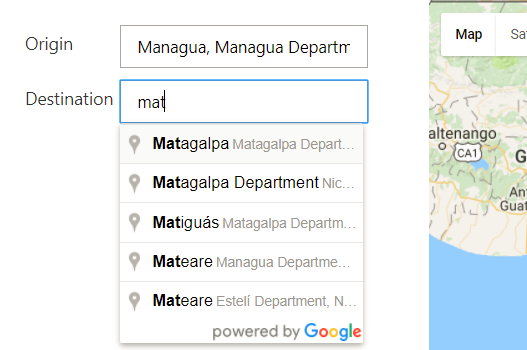 Origin
Managua, Managua Departm
Destination
mat
Matagalpa Matagalpa Depart...
Matagalpa Department Nic...
Matiguás Matagalpa Departm...
Mateare Managua Departme...
Mateare Estelí Department, N...
powered by Google
Map
Sa
altenango
CA1
G
Ant
Guat